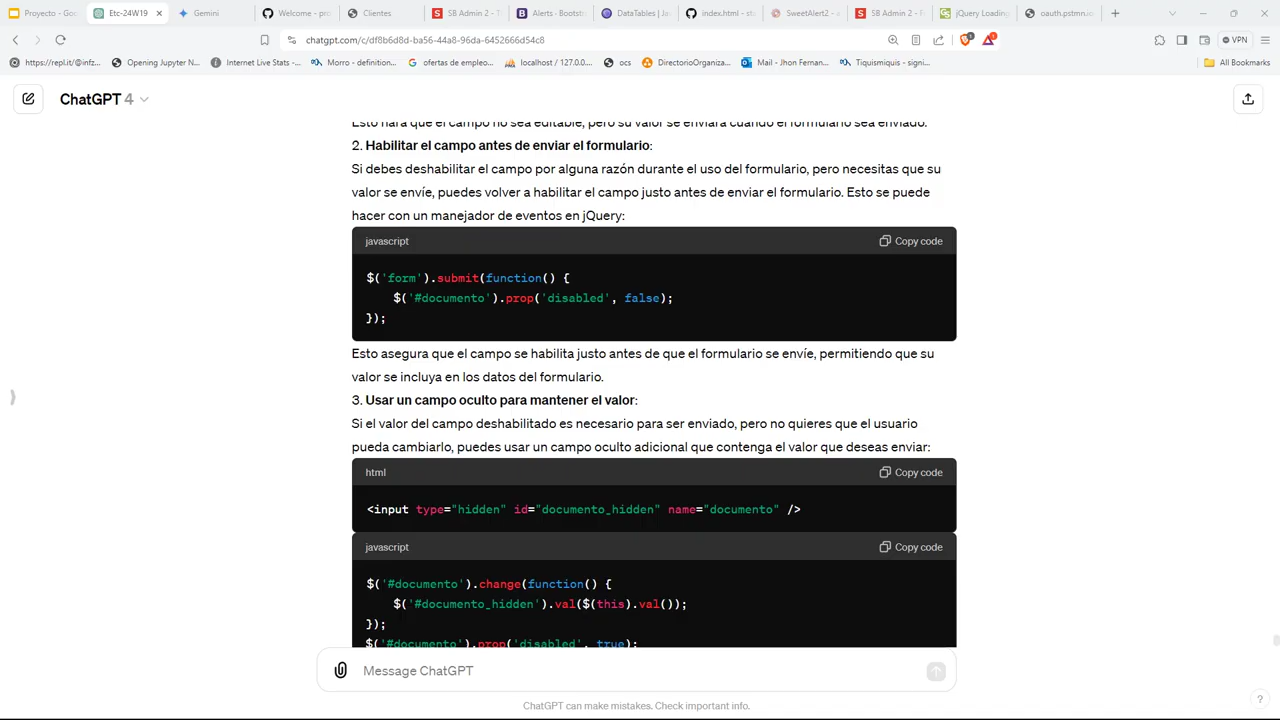 Proyecto - Goo
Etc-24W19
Gemini
Welcome - pro
Clientes
SB Admin 2 - T
Alerts · Bootst
DataTables | Ja
index.html - st
SweetAlert2 - a
SB Admin 2 - F
jQuery Loading
oauth.pstmn.io
chatgpt.com/c/df8b6d8d-ba56-44a8-96da-6452666d54c8
1
VPN
https://repl.it/@infz...
Opening Jupyter N...
Internet Live Stats -...
Morro - definition...
ofertas de empleo...
localhost / 127.0.0...
ocs
DirectorioOrganiza...
Mail - Jhon Fernan...
Tiquismiquis - signi...
All Bookmarks
ChatGPT 4
Esto hará que el campo no sea editable, pero su valor se enviará cuando el formulario sea enviado.
2. Habilitar el campo antes de enviar el formulario:
Si debes deshabilitar el campo por alguna razón durante el uso del formulario, pero necesitas que su
valor se envíe, puedes volver a habilitar el campo justo antes de enviar el formulario. Esto se puede
hacer con un manejador de eventos en jQuery:
javascript
Copy code
$('form').submit(function() {
$('#documento').prop('disabled', false);
});
Esto asegura que el campo se habilita justo antes de que el formulario se envíe, permitiendo que su
valor se incluya en los datos del formulario.
3. Usar un campo oculto para mantener el valor:
Si el valor del campo deshabilitado es necesario para ser enviado, pero no quieres que el usuario
pueda cambiarlo, puedes usar un campo oculto adicional que contenga el valor que deseas enviar:
html
Copy code
<input type="hidden" id="documento_hidden" name="documento" />
javascript
Copy code
$('#documento').change(function() {
$('#documento_hidden').val($(this).val());
});
$('#documento').prop('disabled', true);
Message ChatGPT
ChatGPT can make mistakes. Check important info.
?